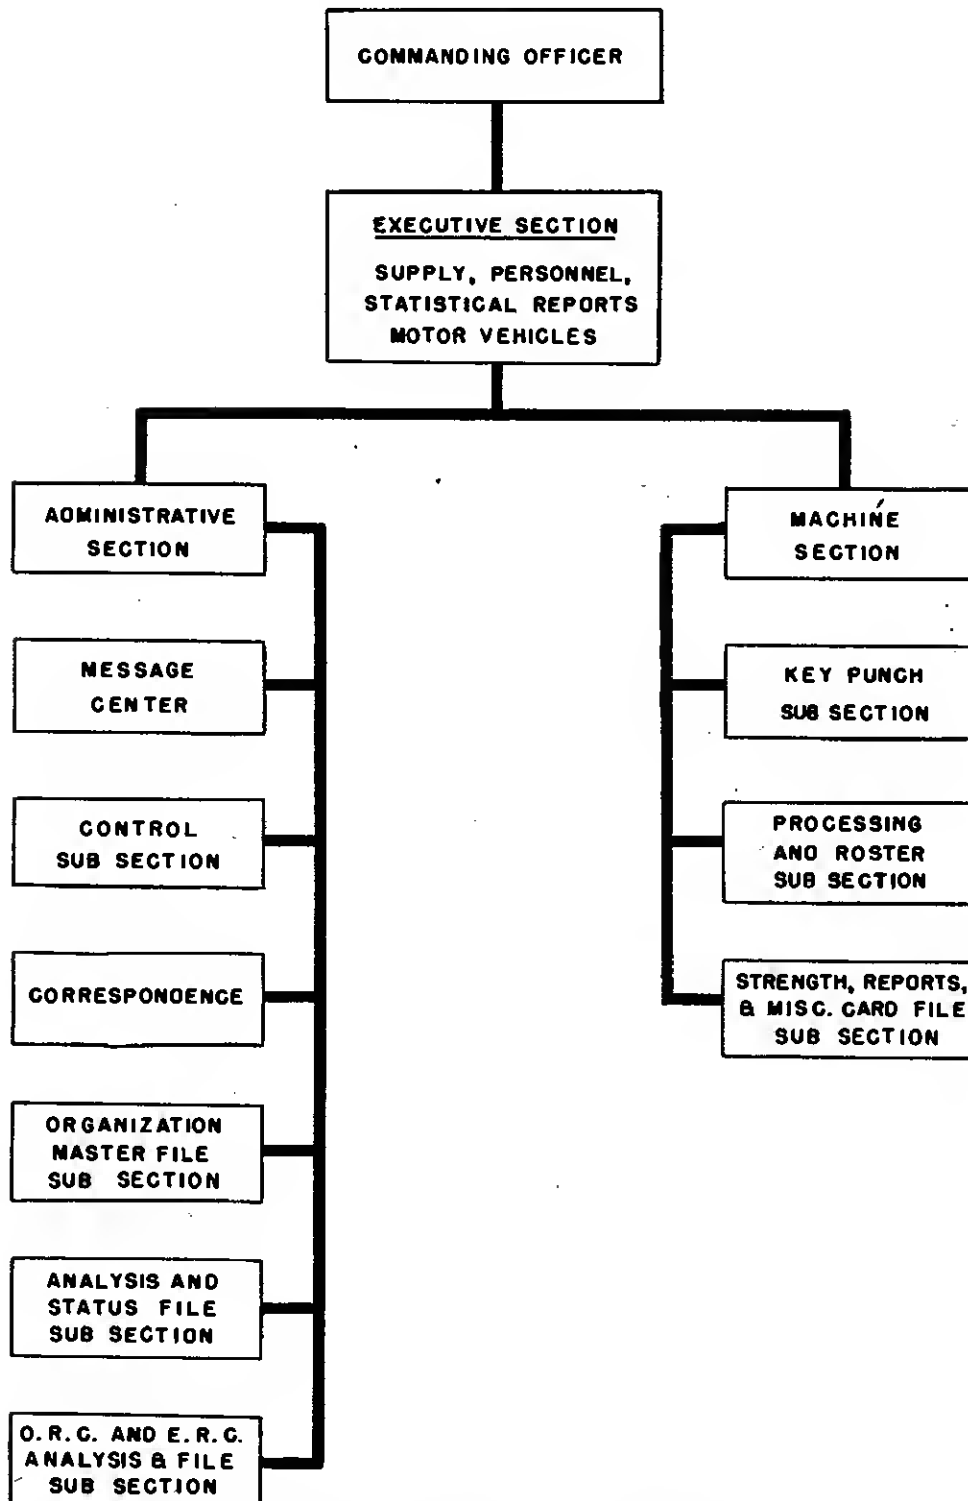 COMMANDING OFFICER
EXECUTIVE SECTION
SUPPLY, PERSONNEL,
STATISTICAL REPORTS
MOTOR VEHICLES
ADMINISTRATIVE
SECTION
MESSAGE
CENTER
CONTROL
SUB SECTION
CORRESPONDENCE
ORGANIZATION
MASTER FILE
SUB SECTION
ANALYSIS AND
STATUS FILE
SUB SECTION
O.R.C. AND E.R.C.
ANALYSIS & FILE
SUB SECTION
MACHINE
SECTION
KEY PUNCH
SUB SECTION
PROCESSING
AND ROSTER
SUB SECTION
STRENGTH, REPORTS,
& MISC. CARD FILE
SUB SECTION